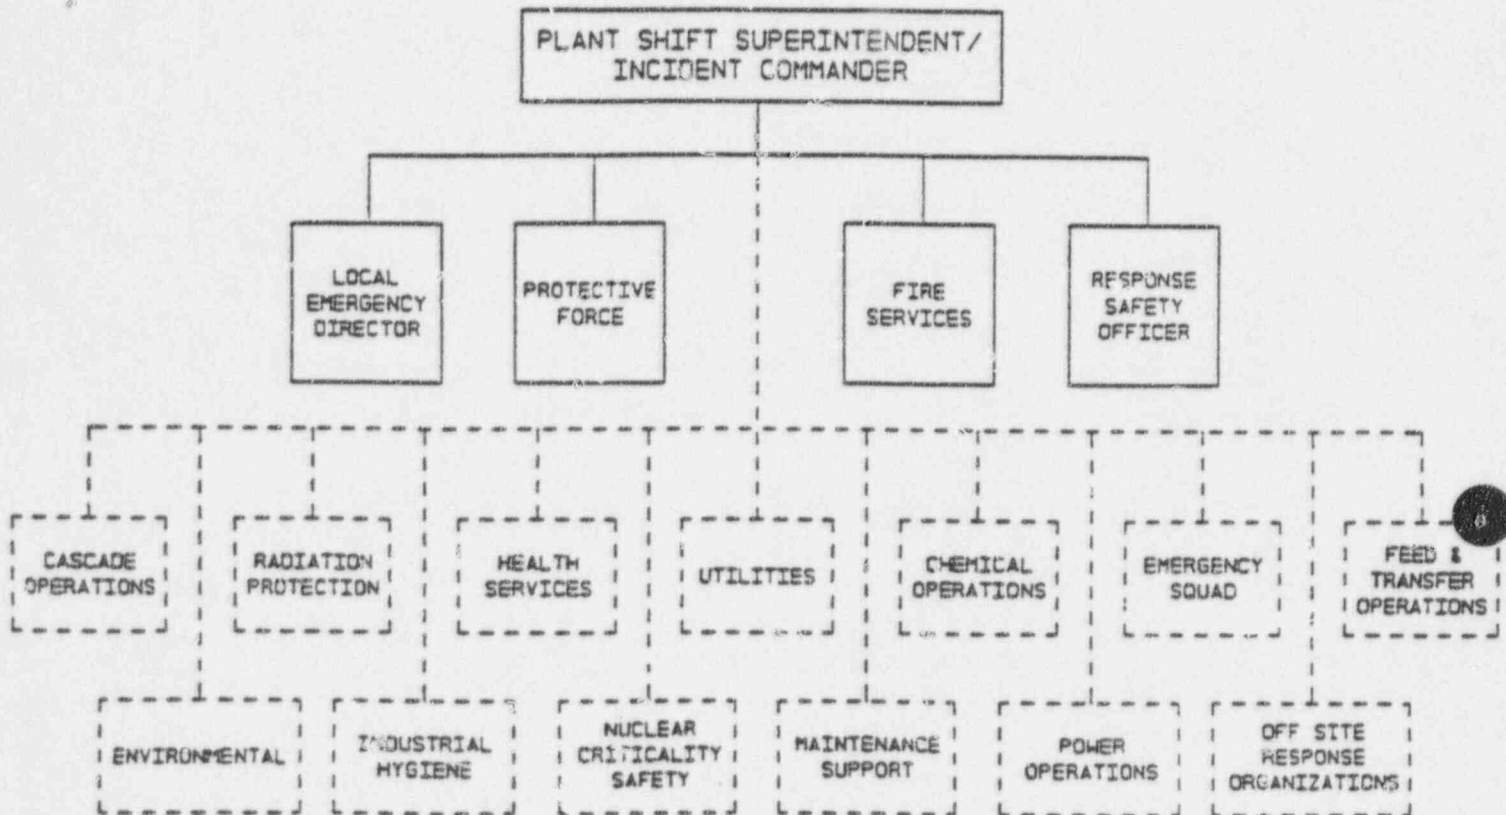 PLANT SHIFT SUPERINTENDENT/
INCIDENT COMMANDER
LOCAL
EMERGENCY
DIRECTOR
PROTECTIVE
FORCE
FIRE
SERVICES
RESPONSE
SAFETY
OFFICER
CASCADE
OPERATIONS
RADIATION
PROTECTION
HEALTH
SERVICES
UTILITIES
CHEMICAL
OPERATIONS
EMERGENCY
SQUAD
FEED &
TRANSFER
OPERATIONS
ENVIRONMENTAL
INDUSTRIAL
HYGIENE
NUCLEAR
CRITICALITY
SAFETY
MAINTENANCE
SUPPORT
POWER
OPERATIONS
OFF SITE
RESPONSE
ORGANIZATIONS